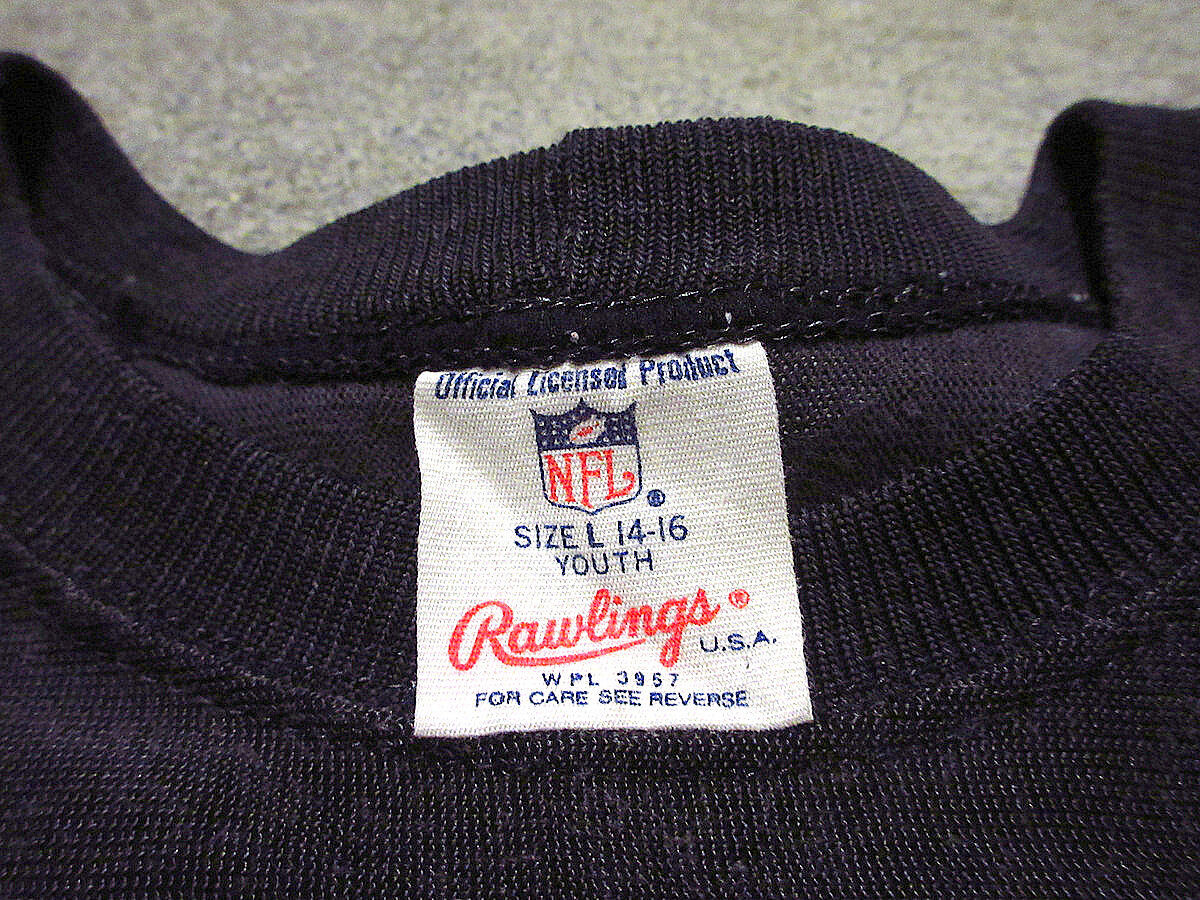 Official Licensed Product
NFL ®
SIZE L 14-16
YOUTH
Rawlings ®
U.S.A.
WPL 3957
FOR CARE SEE REVERSE